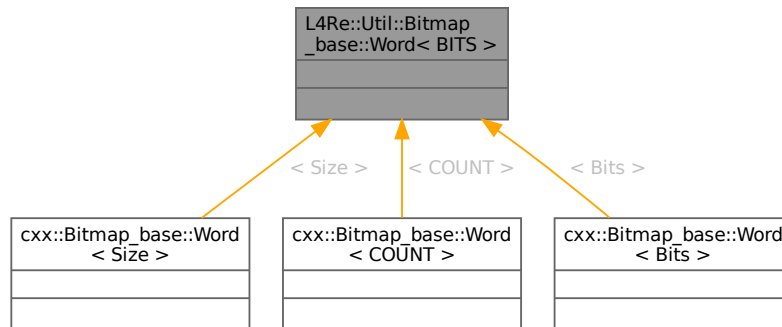 L4Re::Util::Bitmap
_base::Word< BITS >
< Size >
< COUNT >
< Bits >
cxx::Bitmap_base::Word
< Size >
cxx::Bitmap_base::Word
< COUNT >
cxx::Bitmap_base::Word
< Bits >